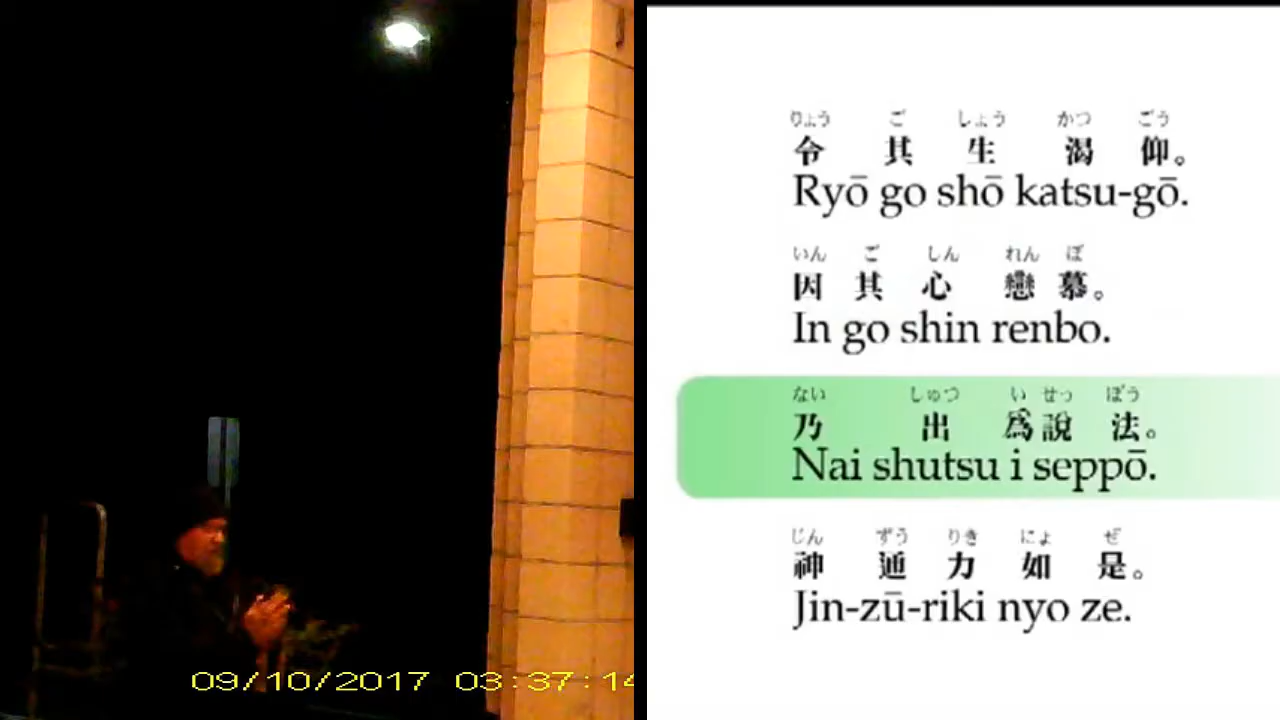 09/10/2017 03:37:14
りょう ご しょう かつ ごう
令 其 生 渇 仰。
Ryō go shō katsu-gō.
いん ご しん れん ぼ
因 其 心 戀 慕。
In go shin renbo.
ない しゅつ い せっ ぽう
乃 出 爲 說 法。
Nai shutsu i seppō.
じん ずう りき にょ ぜ
神 通 力 如 是。
Jin-zū-riki nyo ze.